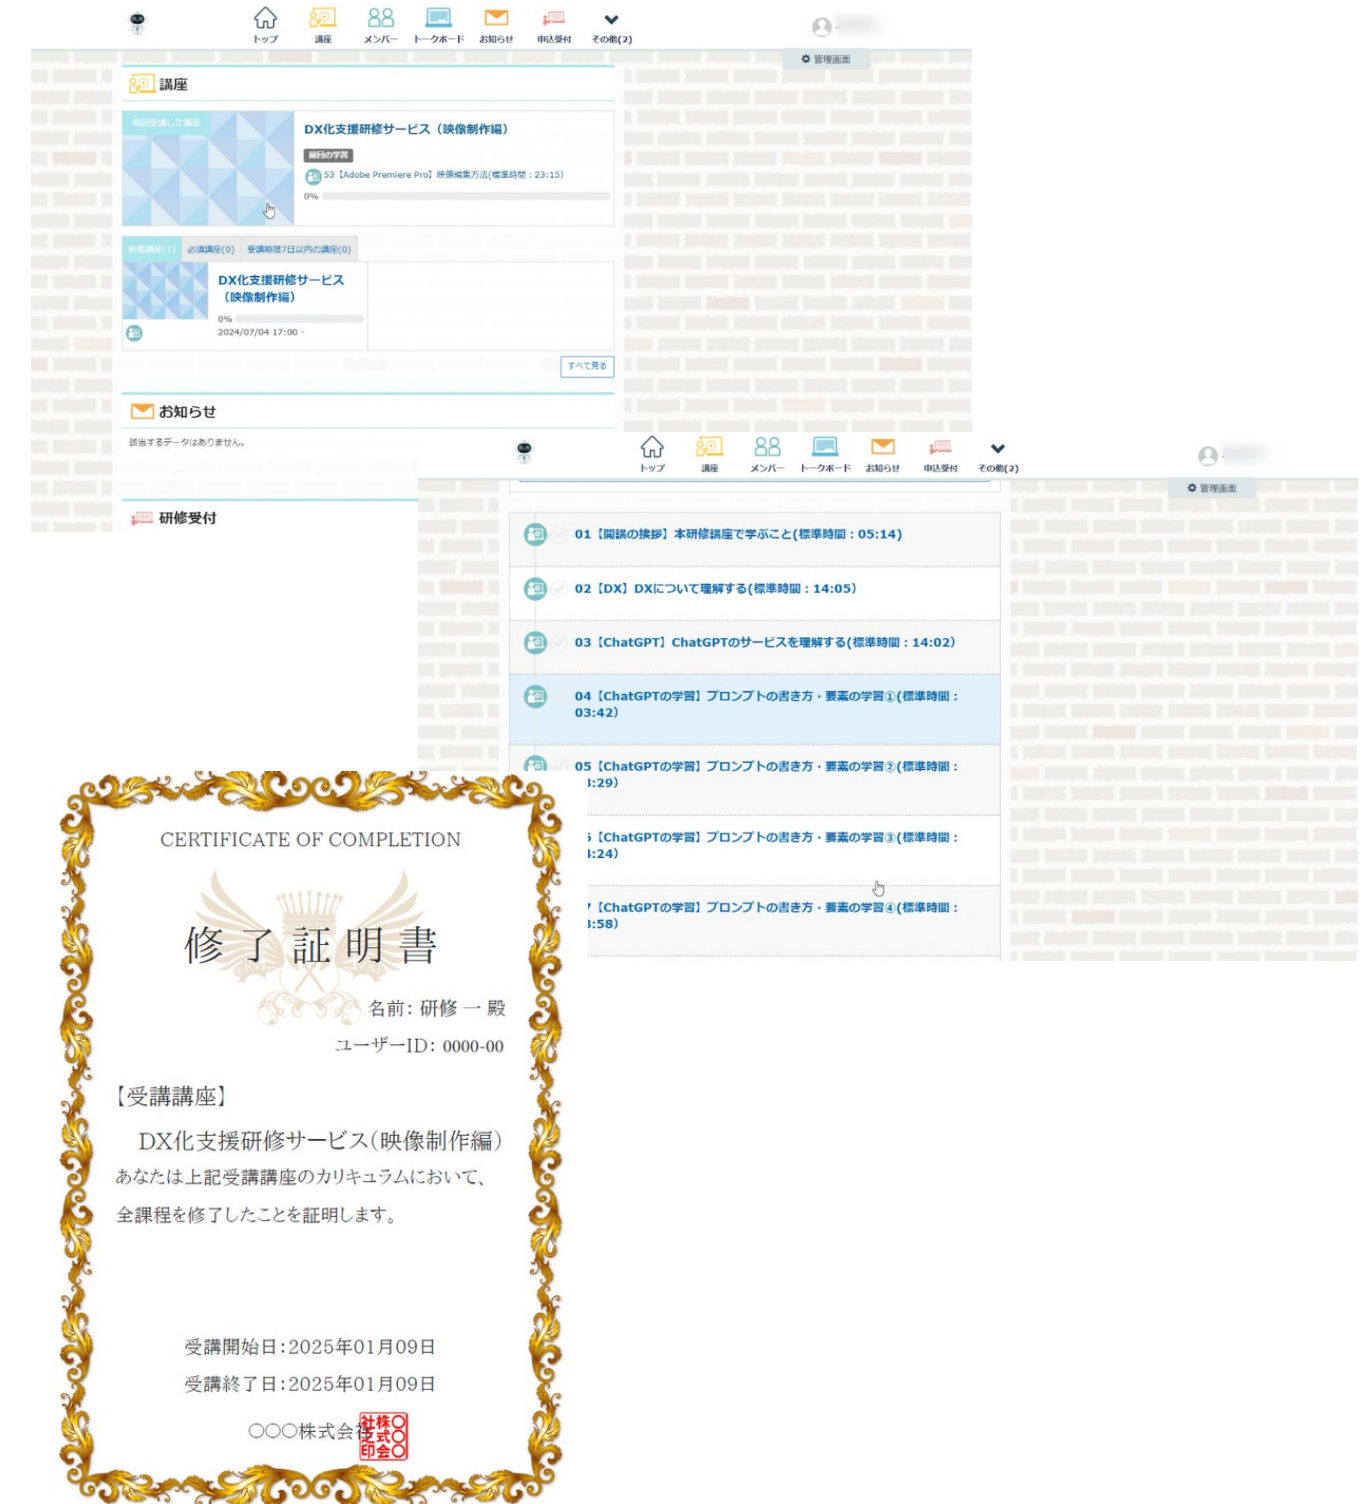 トップ
講座
メンバー
トークボード
お知らせ
申込受付
その他(2)
管理画面
講座
前回受講した講座
DX化支援研修サービス（映像制作編）
前回の学習
53【Adobe Premiere Pro】映像編集方法(標準時間：23:15)
0%
新着講座(1)
必須講座(0)
受講期限7日以内の講座(0)
DX化支援研修サービス
（映像制作編）
0%
2024/07/04 17:00 -
すべて見る
お知らせ
該当するデータはありません。
研修受付
トップ
講座
メンバー
トークボード
お知らせ
申込受付
その他(2)
管理画面
01【開講の挨拶】本研修講座で学ぶこと(標準時間：05:14)
02【DX】DXについて理解する(標準時間：14:05)
03【ChatGPT】ChatGPTのサービスを理解する(標準時間：14:02)
04【ChatGPTの学習】プロンプトの書き方・要素の学習①(標準時間：
03:42)
05【ChatGPTの学習】プロンプトの書き方・要素の学習②(標準時間：
:29)
【ChatGPTの学習】プロンプトの書き方・要素の学習③(標準時間：
:24)
【ChatGPTの学習】プロンプトの書き方・要素の学習④(標準時間：
:58)
CERTIFICATE OF COMPLETION
修了証明書
名前: 研修 一 殿
ユーザーID: 0000-00
【受講講座】
DX化支援研修サービス（映像制作編）
あなたは上記受講講座のカリキュラムにおいて、
全課程を修了したことを証明します。
受講開始日:2025年01月09日
受講終了日:2025年01月09日
〇〇〇株式会社
株式会社〇〇〇之印